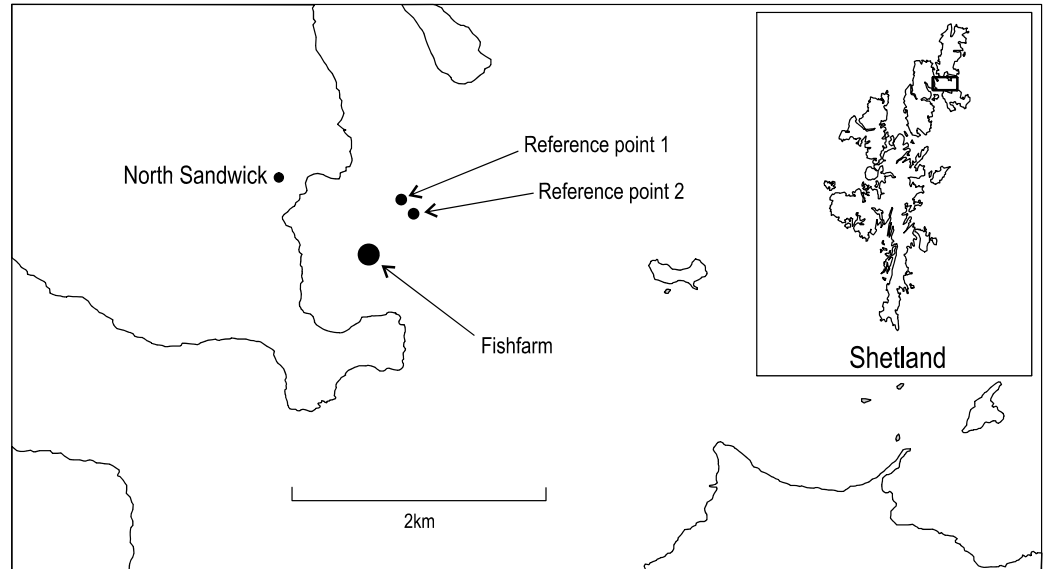 Reference point 1
North Sandwick
Reference point 2
Fishfarm
Shetland
2km